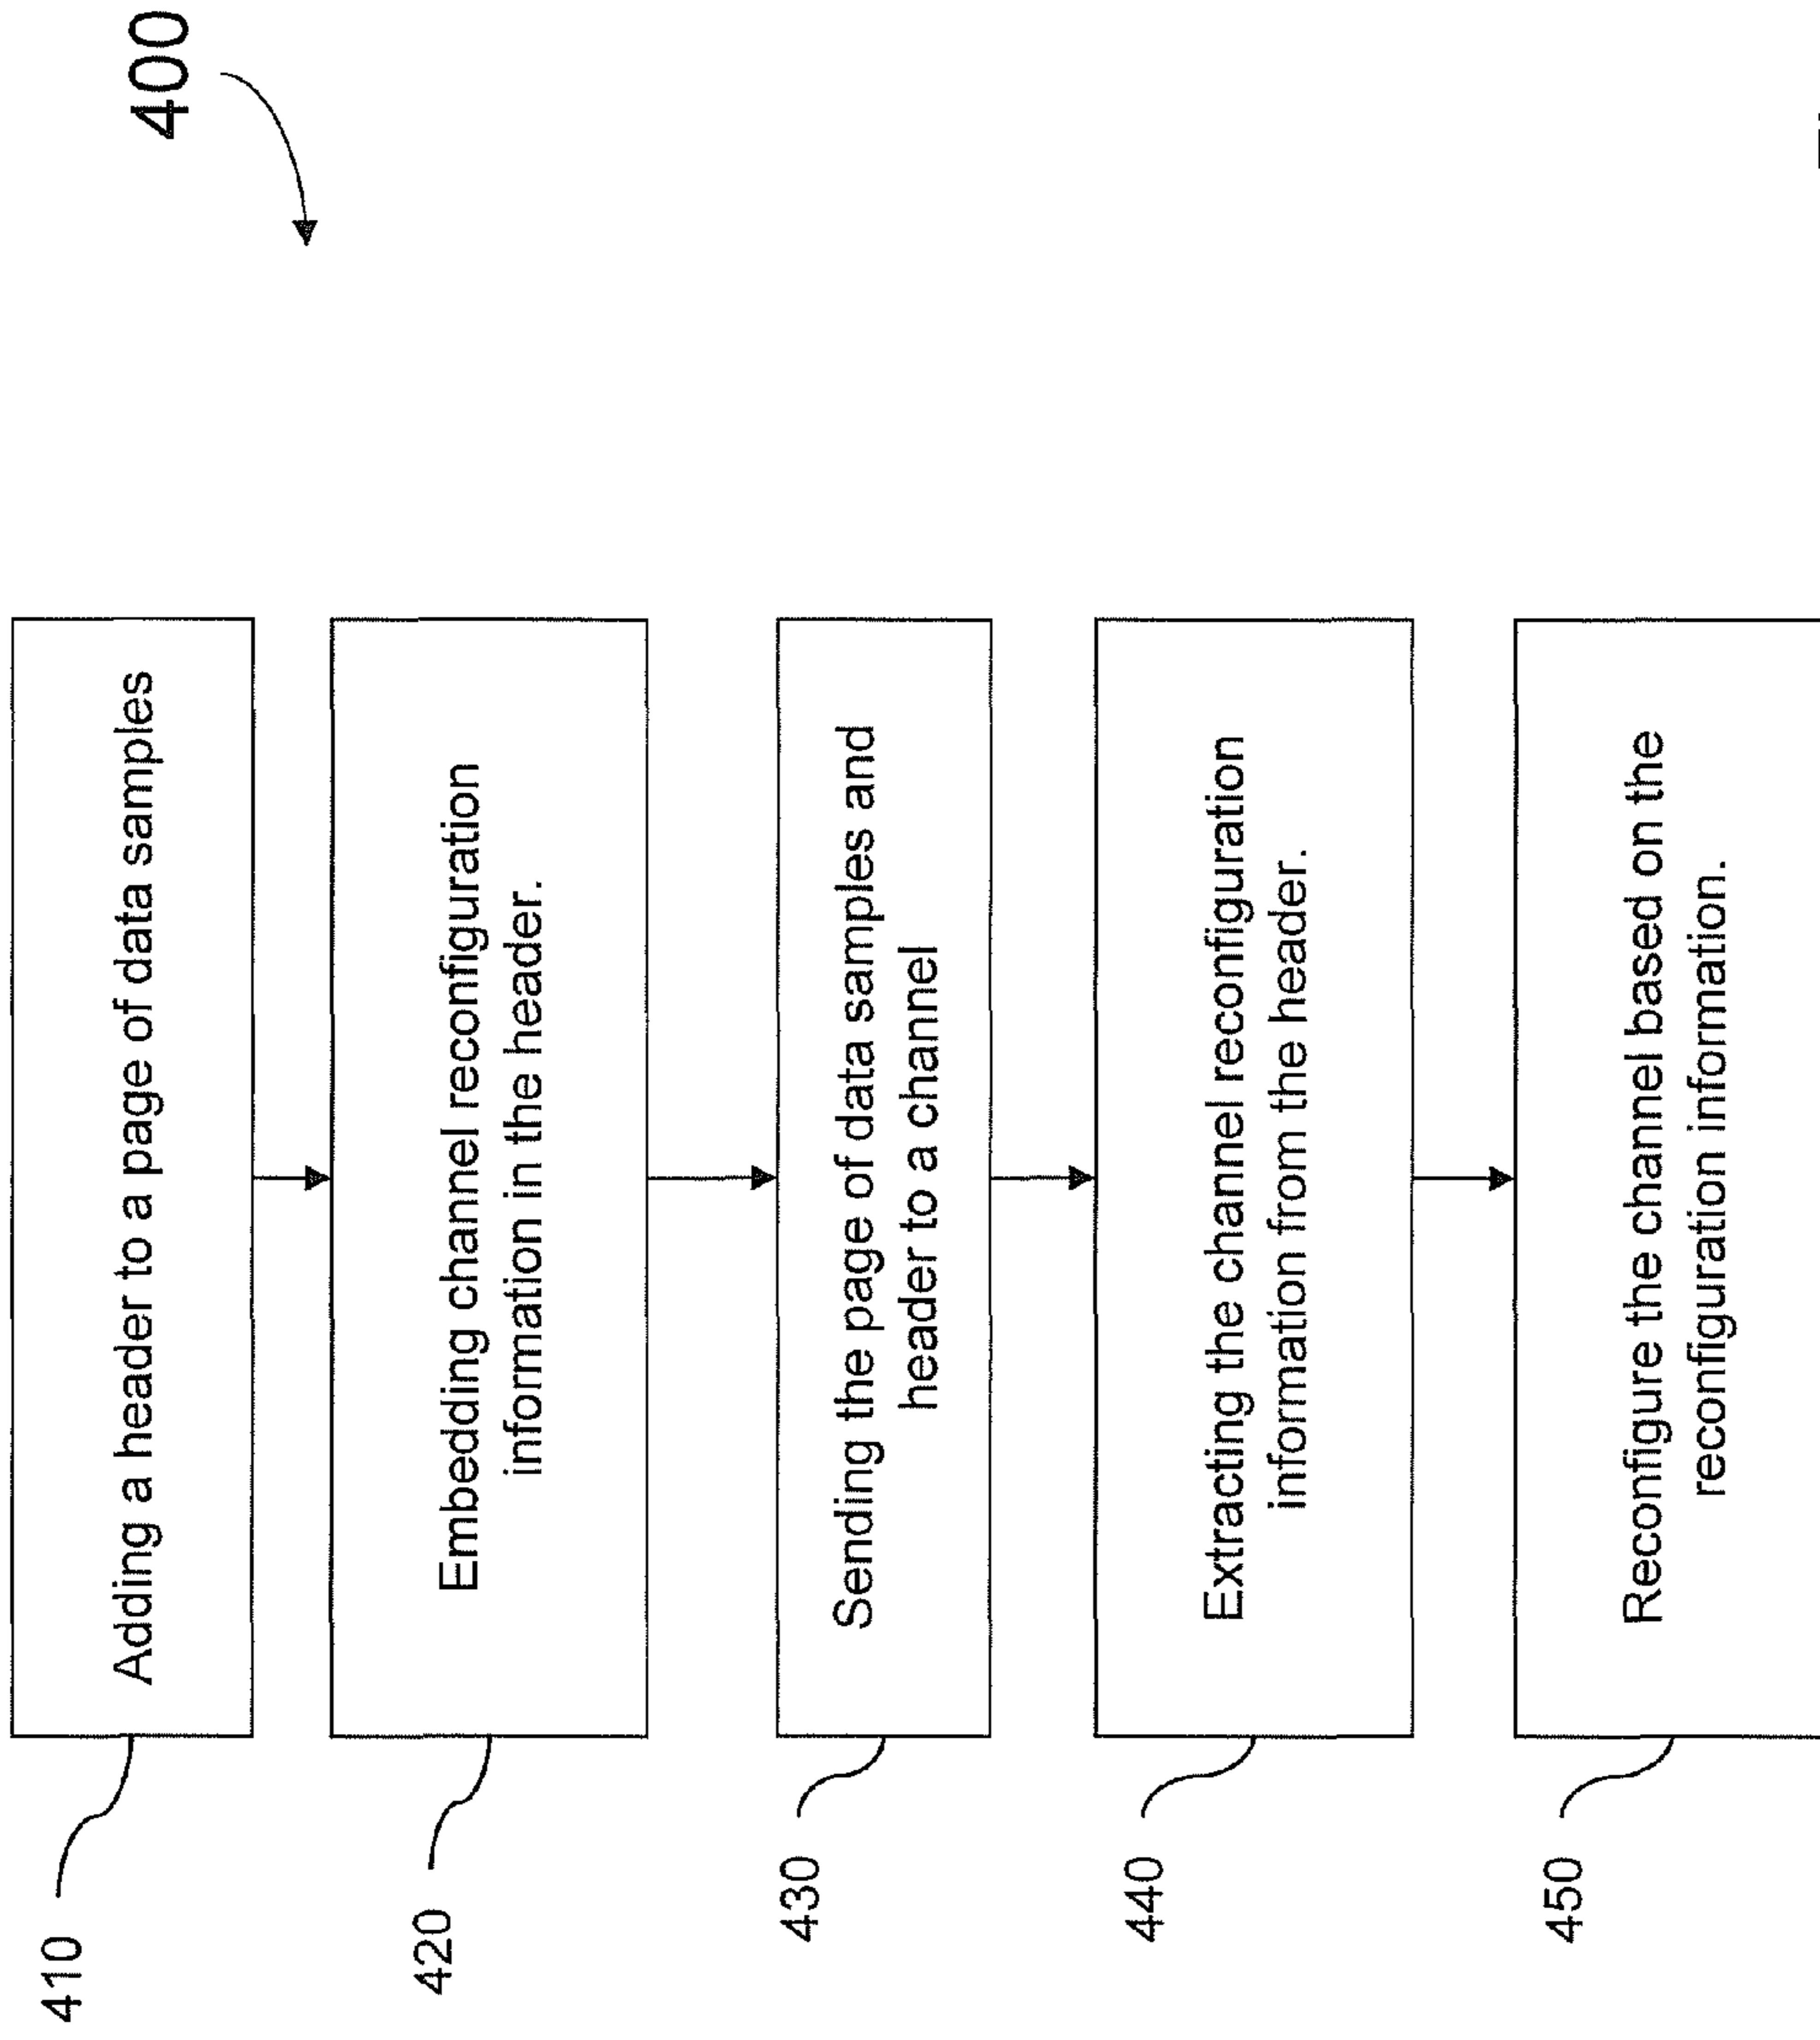 400
410
Adding a header to a page of data samples
420
Embedding channel reconfiguration
information in the header.
430
Sending the page of data samples and
header to a channel
440
Extracting the channel reconfiguration
information from the header.
450
Reconfigure the channel based on the
reconfiguration information.